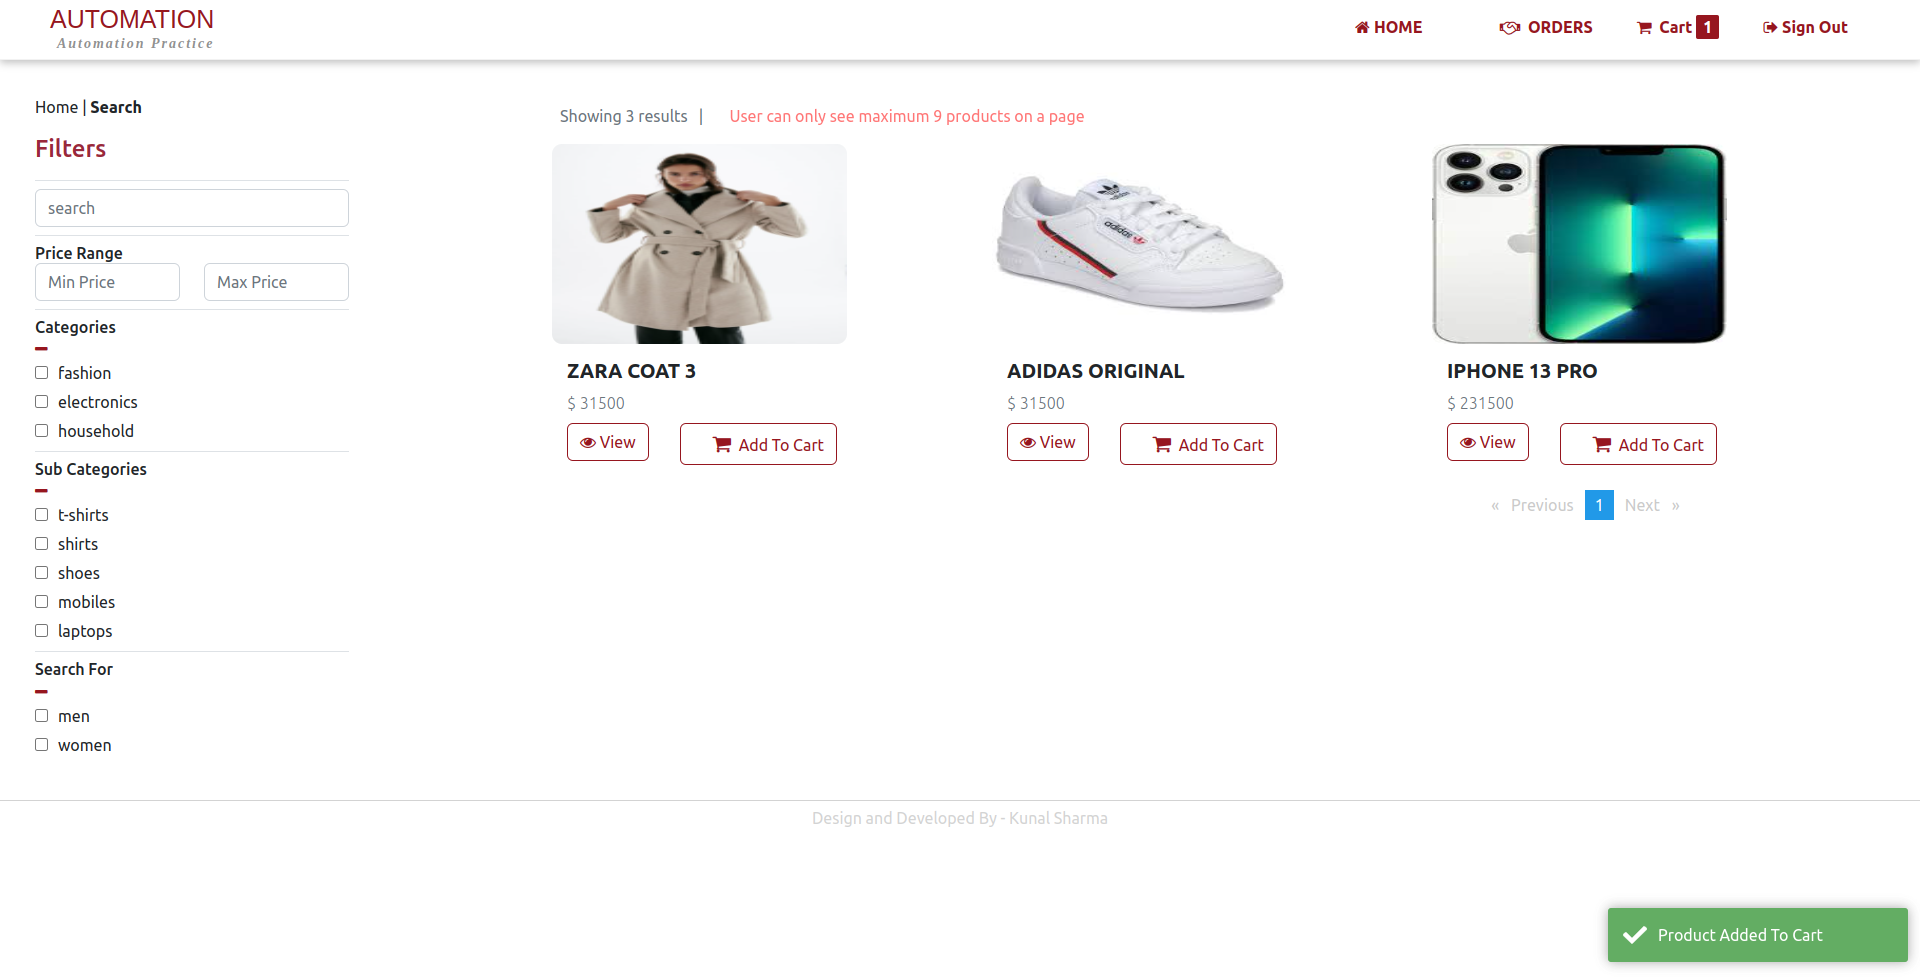 AUTOMATION
Automation Practice
HOME
ORDERS
Cart 1
Sign Out
Home | Search
Filters
search
Price Range
Min Price Max Price
Categories
fashion
electronics
household
Sub Categories
t-shirts
shirts
shoes
mobiles
laptops
Search For
men
women
Showing 3 results | User can only see maximum 9 products on a page
adidas
adidas
ZARA COAT 3
$ 31500
View Add To Cart
ADIDAS ORIGINAL
$ 31500
View Add To Cart
IPHONE 13 PRO
$ 231500
View Add To Cart
« Previous 1 Next »
Design and Developed By - Kunal Sharma
Product Added To Cart